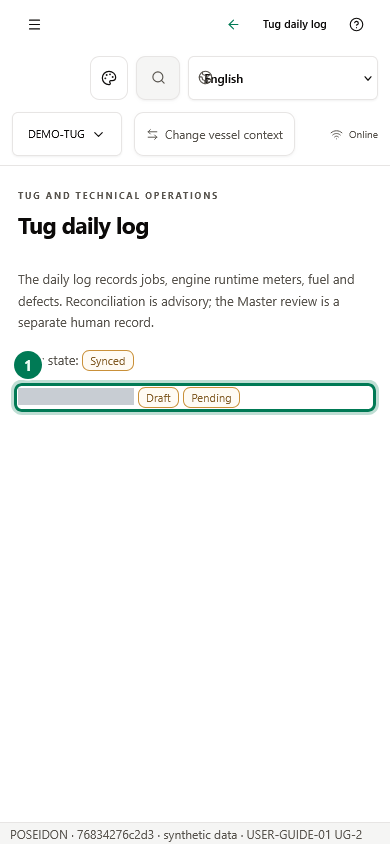 Tug daily log
English
DEMO-TUG
Change vessel context
Online
TUG AND TECHNICAL OPERATIONS
Tug daily log
The daily log records jobs, engine runtime meters, fuel and
defects. Reconciliation is advisory; the Master review is a
separate human record.
1 state: Synced
Draft Pending
POSEIDON · 76834276c2d3 · synthetic data · USER-GUIDE-01 UG-2